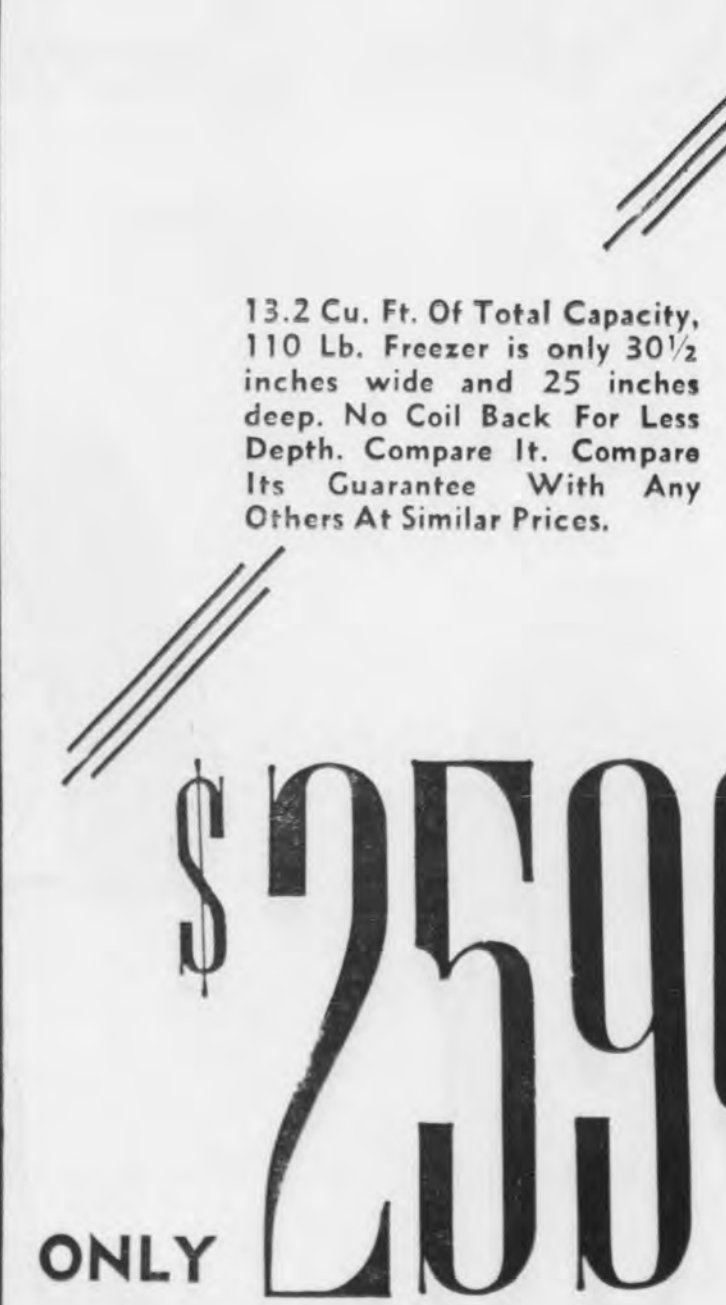 13.2 Cu. Ft. Of Total Capacity,
110 Lb. Freezer is only 30½
inches wide and 25 inches
deep. No Coil Back For Less
Depth. Compare It. Compare
Its Guarantee With Any
Others At Similar Prices.
ONLY $259